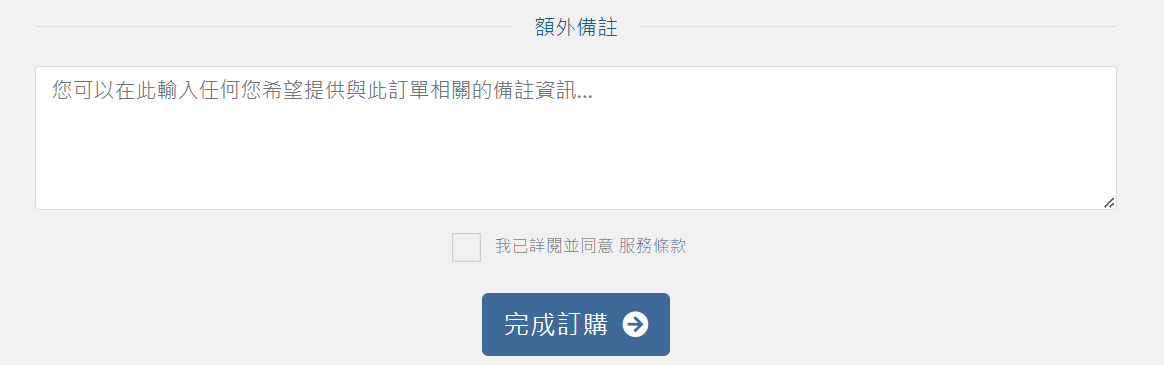 額外備註
您可以在此輸入任何您希望提供與此訂單相關的備註資訊...
我已詳閱並同意 服務條款
完成訂購